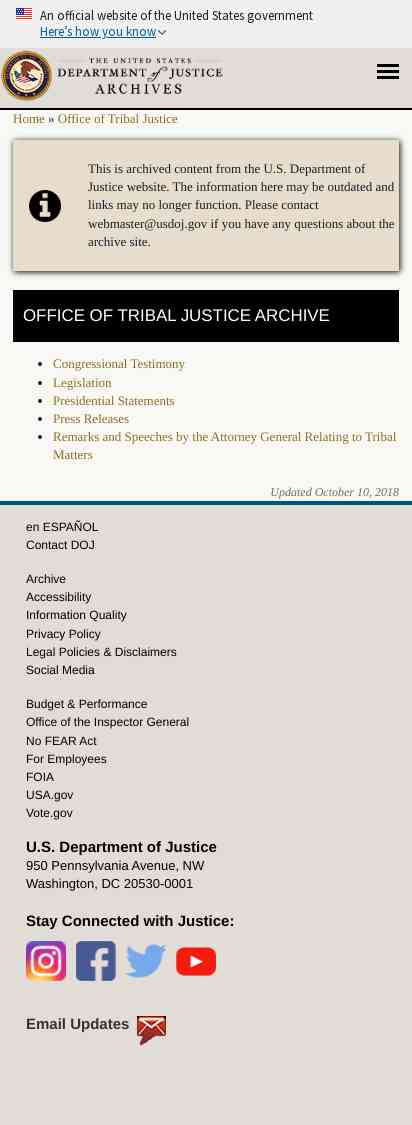 An official website of the United States government
Here's how you know
THE UNITED STATES
DEPARTMENT of JUSTICE
ARCHIVES
Home » Office of Tribal Justice
This is archived content from the U.S. Department of
Justice website. The information here may be outdated and
links may no longer function. Please contact
webmaster@usdoj.gov if you have any questions about the
archive site.
OFFICE OF TRIBAL JUSTICE ARCHIVE
Congressional Testimony
Legislation
Presidential Statements
Press Releases
Remarks and Speeches by the Attorney General Relating to Tribal
Matters
Updated October 10, 2018
en ESPAÑOL
Contact DOJ
Archive
Accessibility
Information Quality
Privacy Policy
Legal Policies & Disclaimers
Social Media
Budget & Performance
Office of the Inspector General
No FEAR Act
For Employees
FOIA
USA.gov
Vote.gov
U.S. Department of Justice
950 Pennsylvania Avenue, NW
Washington, DC 20530-0001
Stay Connected with Justice:
Email Updates